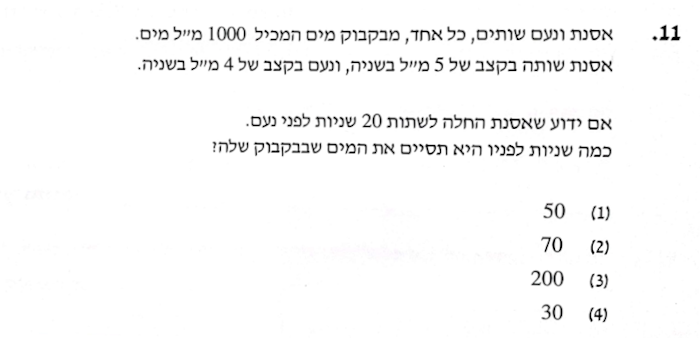 11. אסנת ונעם שותים, כל אחד, מבקבוק מים המכיל 1000 מ״ל מים.
אסנת שותה בקצב של 5 מ״ל בשניה, ונעם בקצב של 4 מ״ל בשניה.
אם ידוע שאסנת החלה לשתות 20 שניות לפני נעם.
כמה שניות לפניו היא תסיים את המים שבבקבוק שלה?
(1) 50
(2) 70
(3) 200
(4) 30